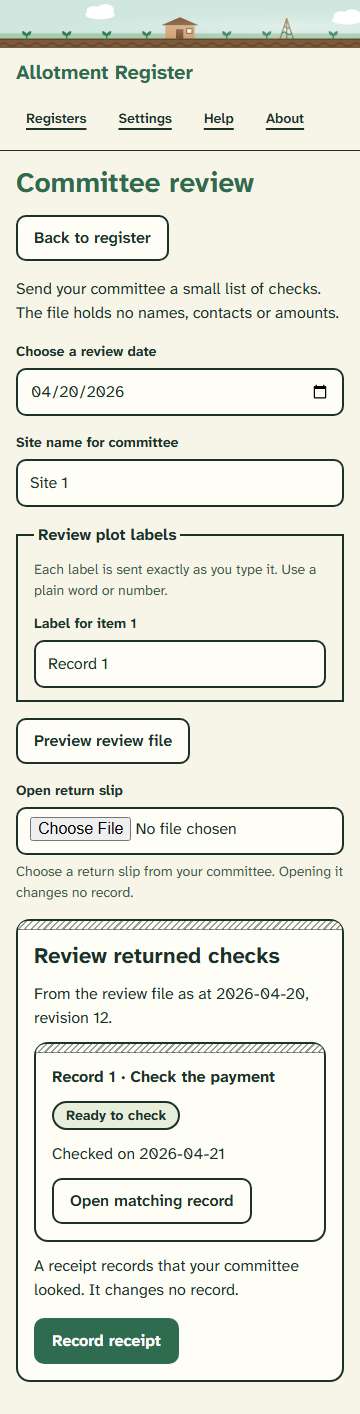 Allotment Register
Registers Settings Help About
Committee review
Back to register
Send your committee a small list of checks.
The file holds no names, contacts or amounts.
Choose a review date
04/20/2026
Site name for committee
Site 1
Review plot labels
Each label is sent exactly as you type it. Use a
plain word or number.
Label for item 1
Record 1
Preview review file
Open return slip
Choose File No file chosen
Choose a return slip from your committee. Opening it
changes no record.
Review returned checks
From the review file as at 2026-04-20,
revision 12.
Record 1 · Check the payment
Ready to check
Checked on 2026-04-21
Open matching record
A receipt records that your committee
looked. It changes no record.
Record receipt